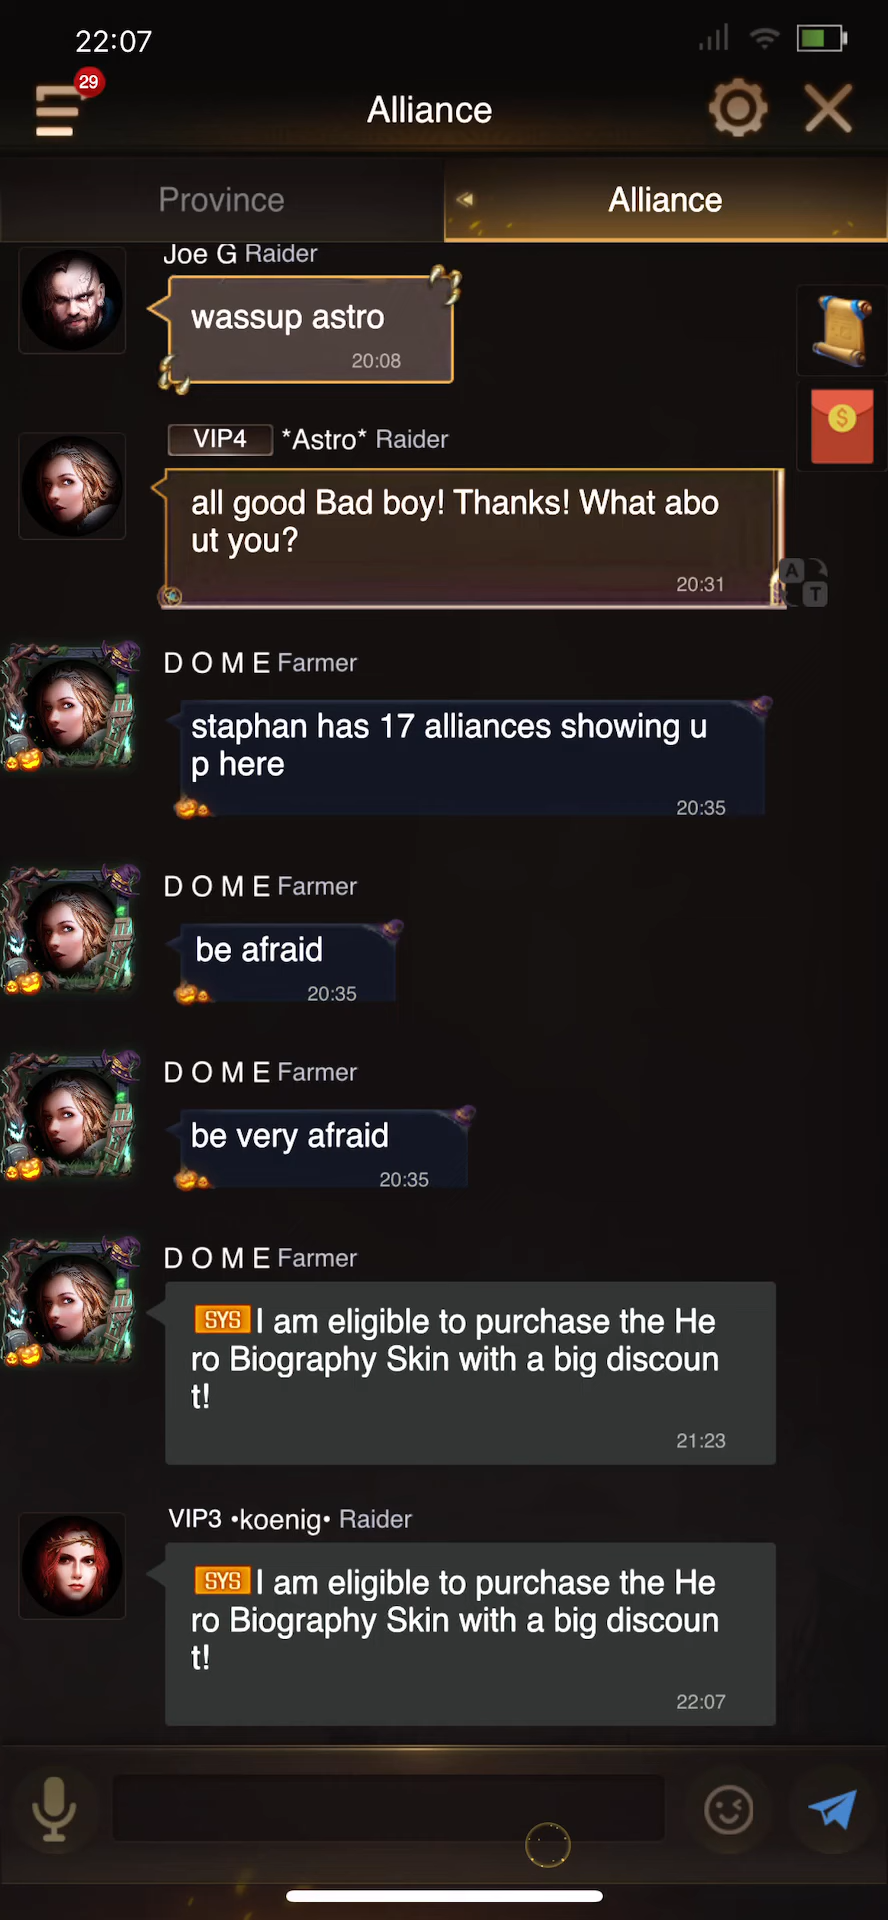 22:07
29
Alliance
Province
Alliance
Joe G Raider
wassup astro
20:08
VIP4 *Astro* Raider
all good Bad boy! Thanks! What abo
ut you?
20:31
A
T
D O M E Farmer
staphan has 17 alliances showing u
p here
20:35
D O M E Farmer
be afraid
20:35
D O M E Farmer
be very afraid
20:35
D O M E Farmer
SYS I am eligible to purchase the He
ro Biography Skin with a big discoun
t!
21:23
VIP3 •koenig• Raider
SYS I am eligible to purchase the He
ro Biography Skin with a big discoun
t!
22:07